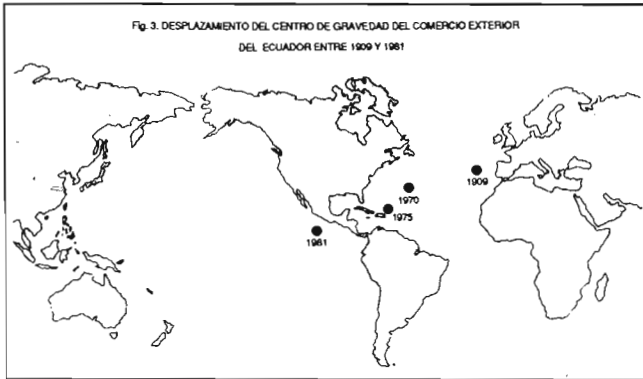 Fig. 3. DESPLAZAMIENTO DEL CENTRO DE GRAVEDAD DEL COMERCIO EXTERIOR
DEL ECUADOR ENTRE 1909 Y 1981
1909
1970
1975
1981